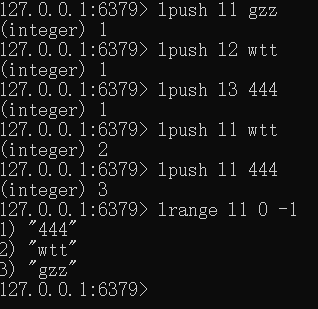 127.0.0.1:6379> lpush l1 gzz
(integer) 1
127.0.0.1:6379> lpush l2 wtt
(integer) 1
127.0.0.1:6379> lpush l3 444
(integer) 1
127.0.0.1:6379> lpush l1 wtt
(integer) 2
127.0.0.1:6379> lpush l1 444
(integer) 3
127.0.0.1:6379> lrange l1 0 -1
1) "444"
2) "wtt"
3) "gzz"
127.0.0.1:6379>